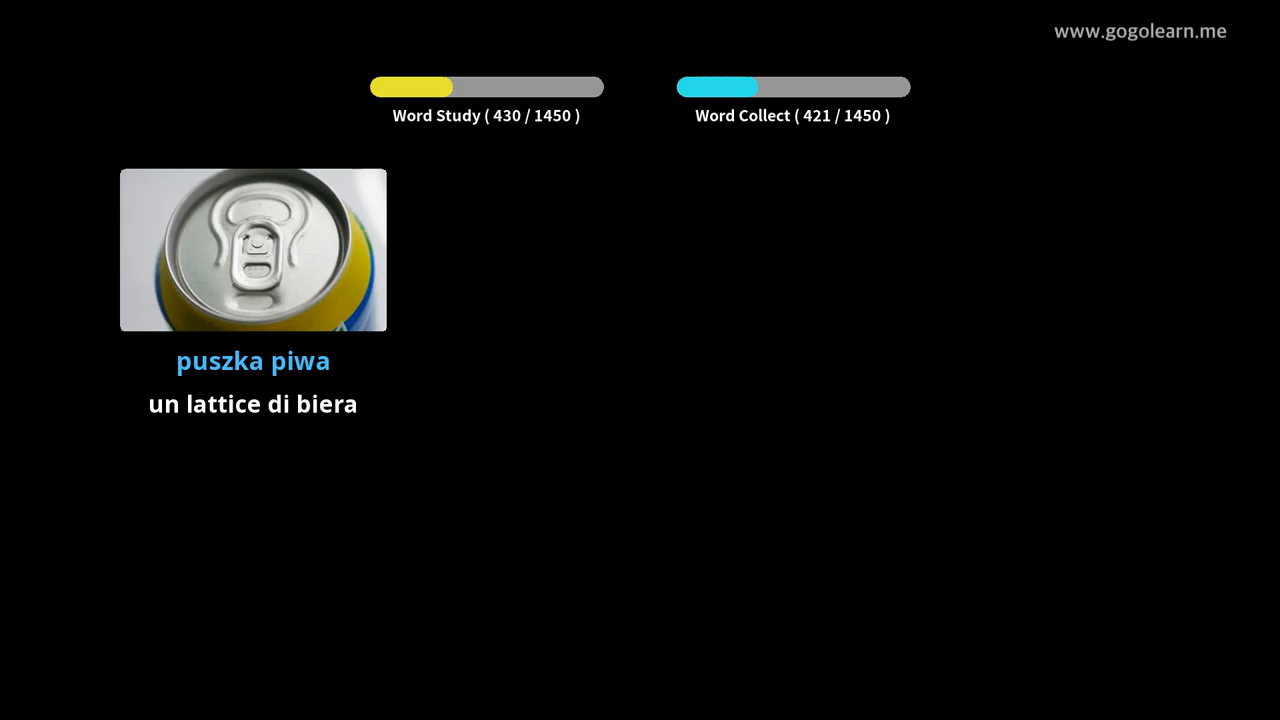 www.gogolearn.me
Word Study ( 430 / 1450 )
Word Collect ( 421 / 1450 )
puszka piwa
un lattice di biera